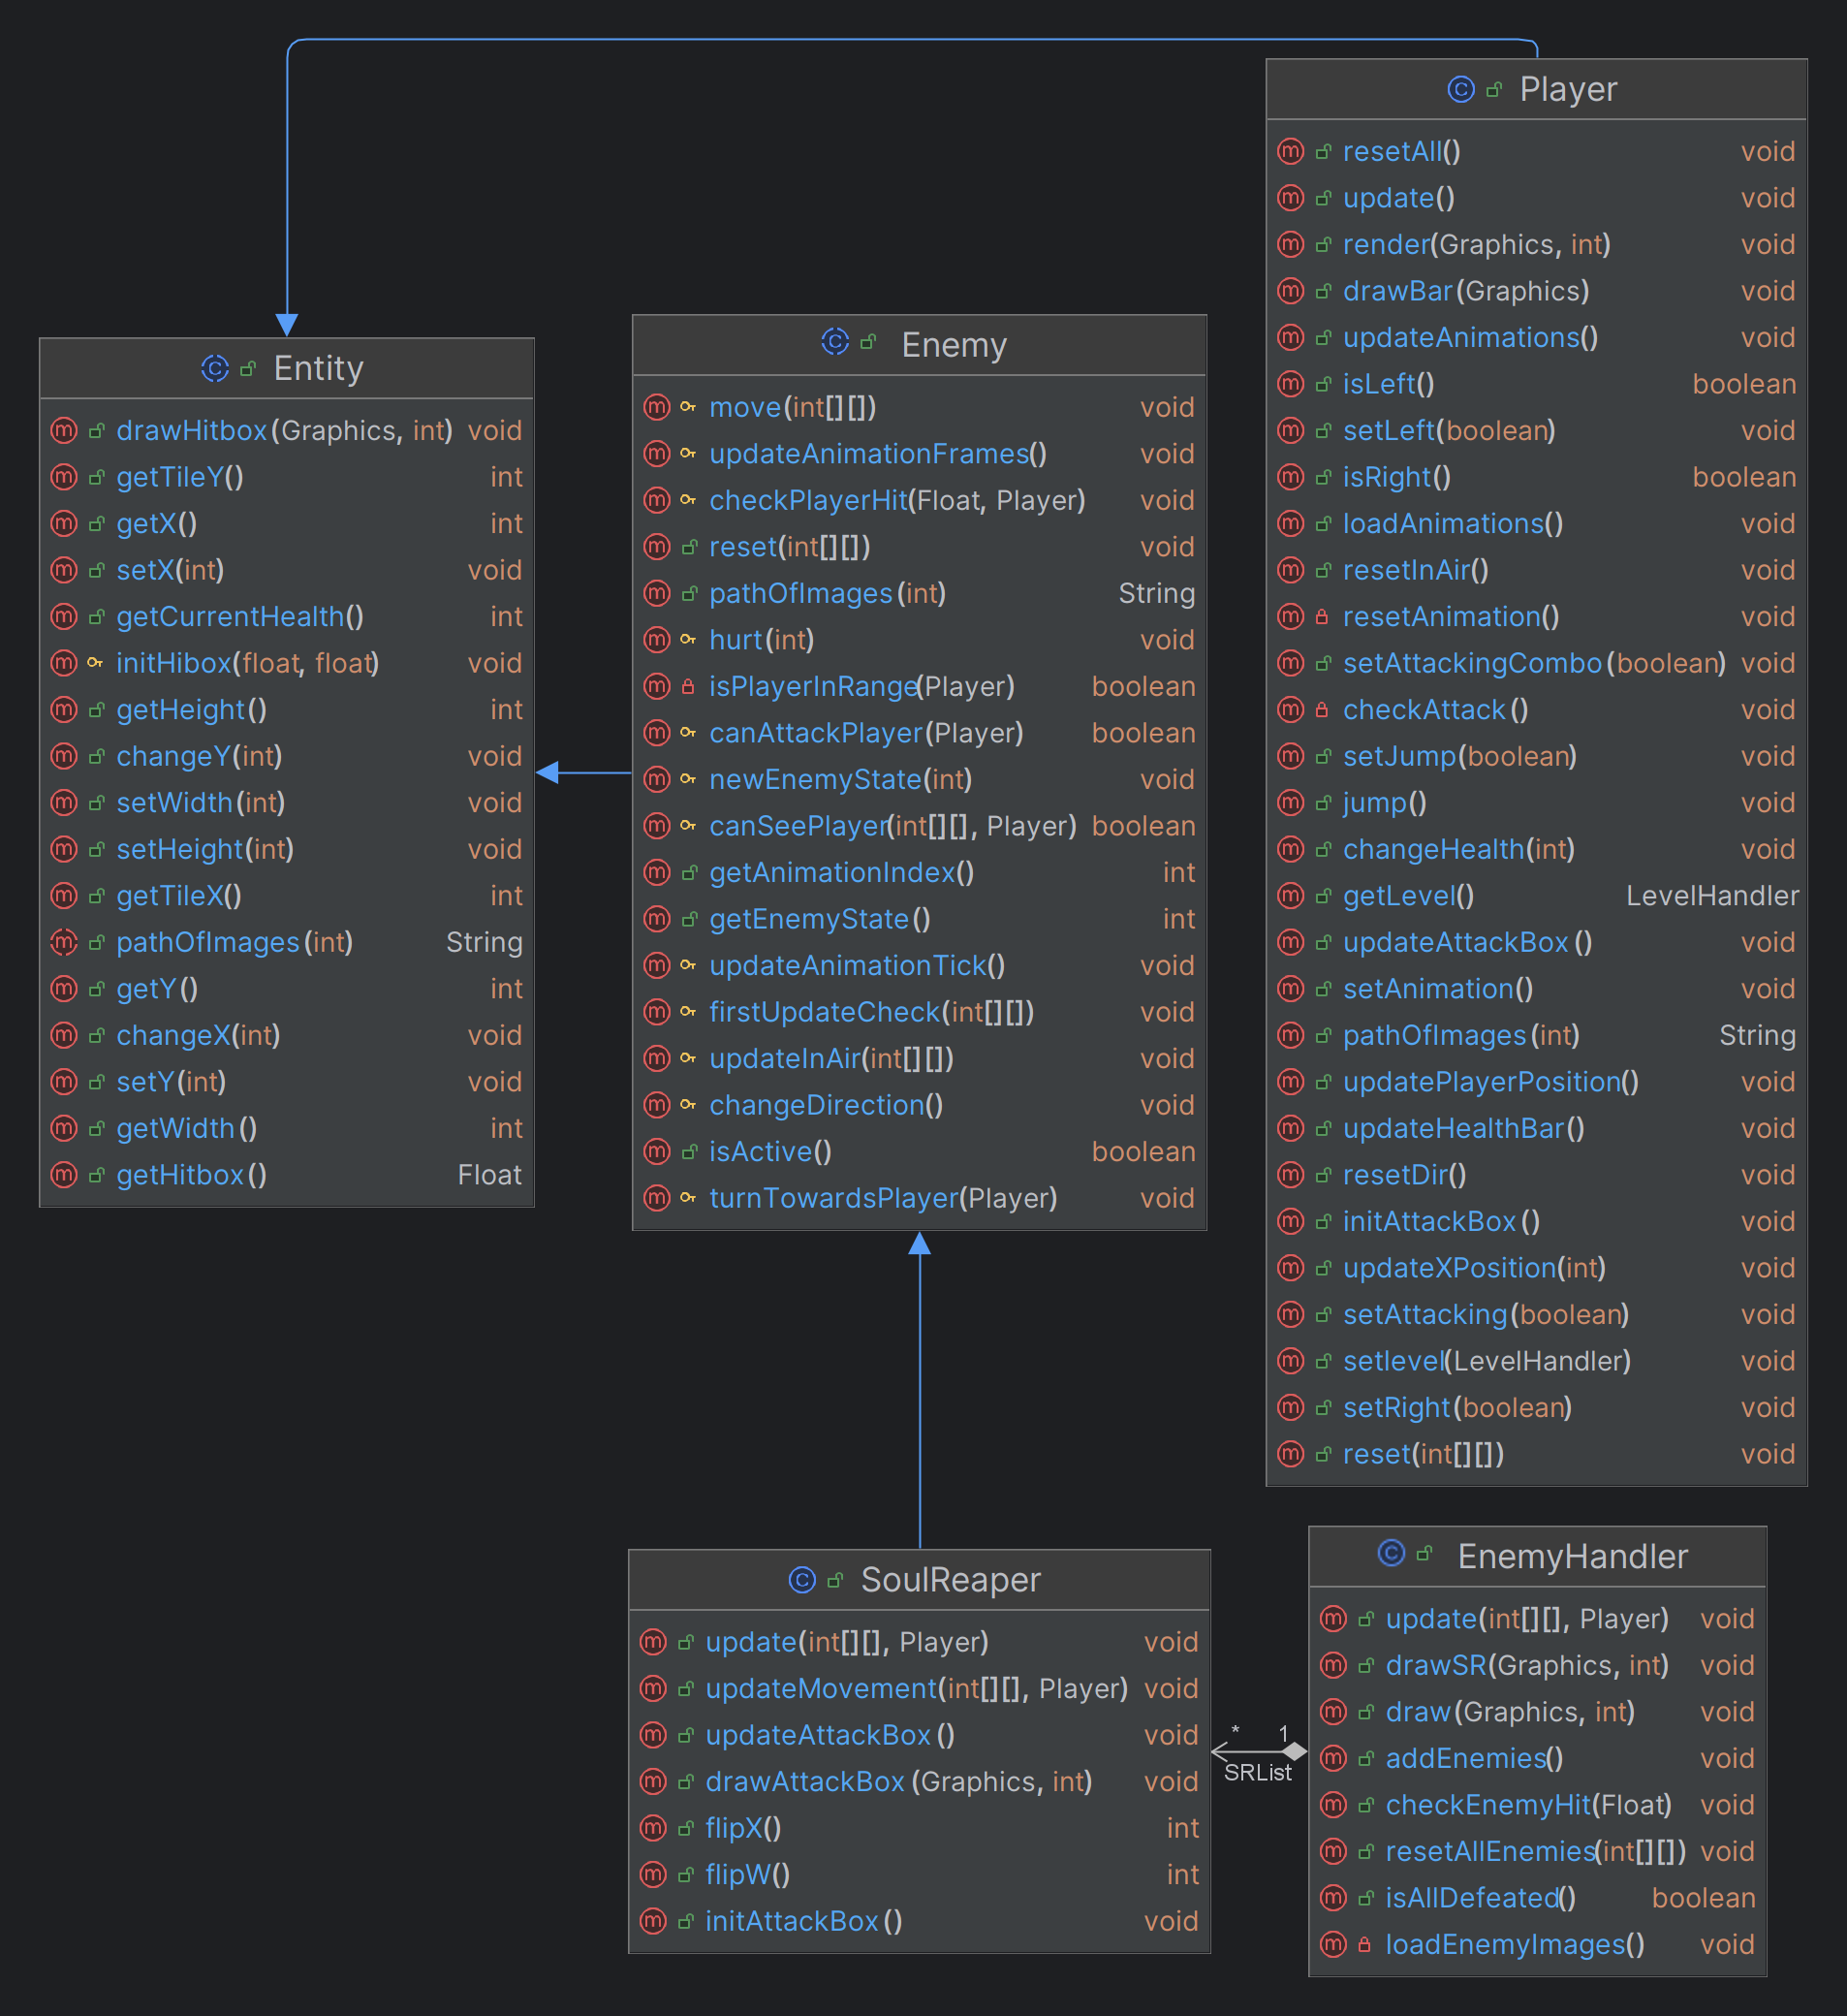 Player
resetAll() void
update() void
render(Graphics, int) void
drawBar(Graphics) void
updateAnimations() void
isLeft() boolean
setLeft(boolean) void
isRight() boolean
loadAnimations() void
resetInAir() void
resetAnimation() void
setAttackingCombo(boolean) void
checkAttack() void
setJump(boolean) void
jump() void
changeHealth(int) void
getLevel() LevelHandler
updateAttackBox() void
setAnimation() void
pathOfImages(int) String
updatePlayerPosition() void
updateHealthBar() void
resetDir() void
initAttackBox() void
updateXPosition(int) void
setAttacking(boolean) void
setlevel(LevelHandler) void
setRight(boolean) void
reset(int[][]) void
Entity
drawHitbox(Graphics, int) void
getTileY() int
getX() int
setX(int) void
getCurrentHealth() int
initHibox(float, float) void
getHeight() int
changeY(int) void
setWidth(int) void
setHeight(int) void
getTileX() int
pathOfImages(int) String
getY() int
changeX(int) void
setY(int) void
getWidth() int
getHitbox() Float
Enemy
move(int[][]) void
updateAnimationFrames() void
checkPlayerHit(Float, Player) void
reset(int[][]) void
pathOfImages(int) String
hurt(int) void
isPlayerInRange(Player) boolean
canAttackPlayer(Player) boolean
newEnemyState(int) void
canSeePlayer(int[][], Player) boolean
getAnimationIndex() int
getEnemyState() int
updateAnimationTick() void
firstUpdateCheck(int[][]) void
updateInAir(int[][]) void
changeDirection() void
isActive() boolean
turnTowardsPlayer(Player) void
SoulReaper
update(int[][], Player) void
updateMovement(int[][], Player) void
updateAttackBox() void
drawAttackBox(Graphics, int) void
flipX() int
flipW() int
initAttackBox() void
* 1
SRList
EnemyHandler
update(int[][], Player) void
drawSR(Graphics, int) void
draw(Graphics, int) void
addEnemies() void
checkEnemyHit(Float) void
resetAllEnemies(int[][]) void
isAllDefeated() boolean
loadEnemyImages() void